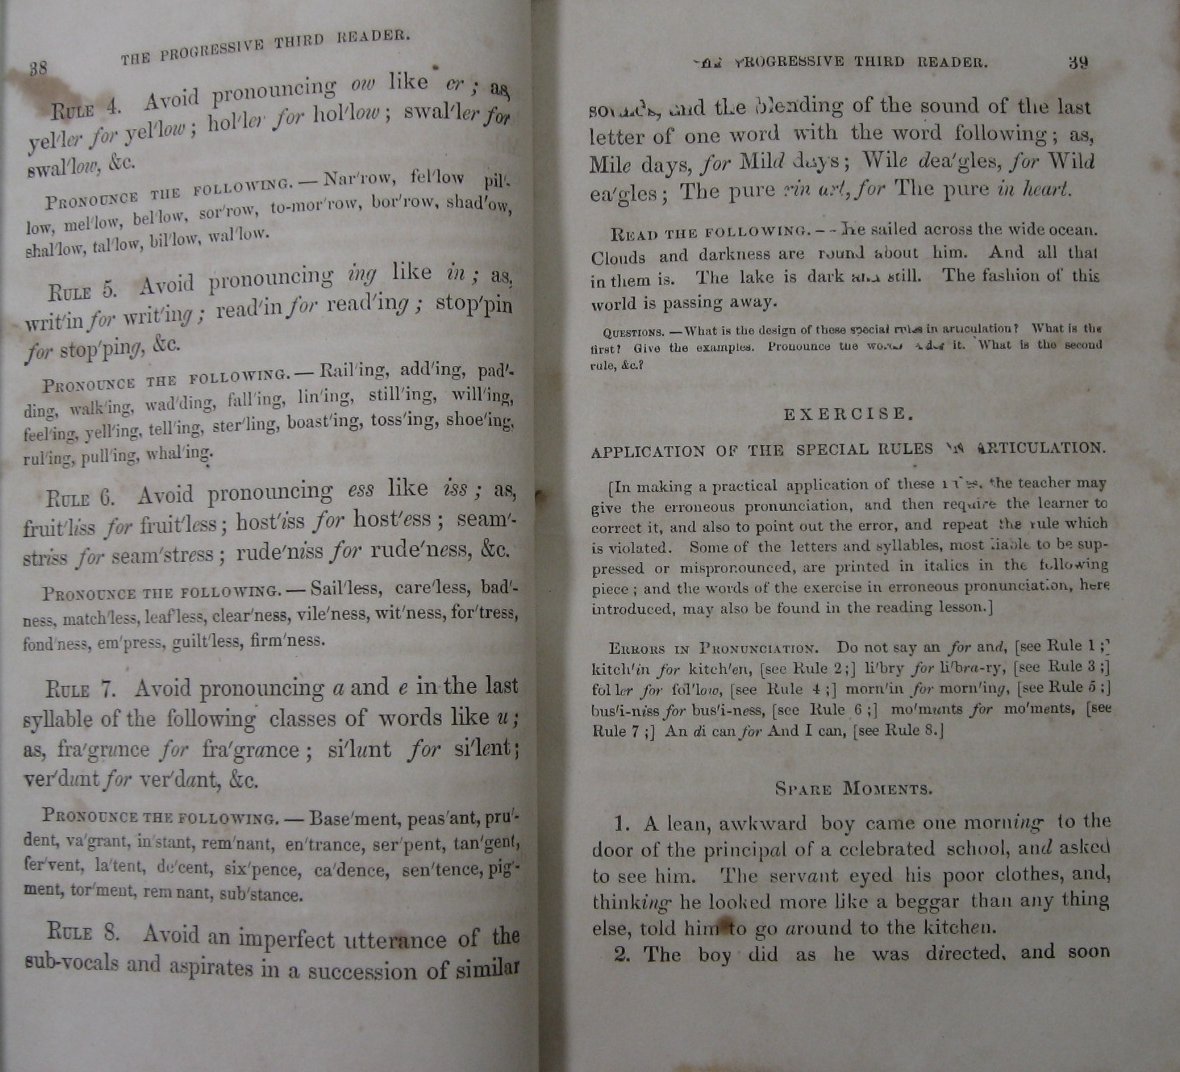 38 THE PROGRESSIVE THIRD READER.
RULE 4. Avoid pronouncing ow like er; as,
yel'ler for yel'low; hol'ler for hol'low; swal'ler for
swal'low, &c.
PRONOUNCE THE FOLLOWING. — Nar'row, fel'low pil'-
low, mel'low, bel'low, sor'row, to-mor'row, bor'row, shad'ow,
shal'low, tal'low, bil'low, wal'low.
RULE 5. Avoid pronouncing ing like in; as,
writ'in for writ'ing; read'in for read'ing; stop'pin
for stop'ping, &c.
PRONOUNCE THE FOLLOWING. — Rail'ing, add'ing, pad'-
ding, walk'ing, wad'ding, fall'ing, lin'ing, still'ing, will'ing,
feel'ing, yell'ing, tell'ing, ster'ling, boast'ing, toss'ing, shoe'ing,
rul'ing, pull'ing, whal'ing.
RULE 6. Avoid pronouncing ess like iss; as,
fruit'liss for fruit'less; host'iss for host'ess; seam'-
striss for seam'stress; rude'niss for rude'ness, &c.
PRONOUNCE THE FOLLOWING. — Sail'less, care'less, bad'-
ness, match'less, leaf'less, clear'ness, vile'ness, wit'ness, for'tress,
fond'ness, em'press, guilt'less, firm'ness.
RULE 7. Avoid pronouncing a and e in the last
syllable of the following classes of words like u;
as, fra'grunce for fra'grance; si'lunt for si'lent;
ver'dunt for ver'dant, &c.
PRONOUNCE THE FOLLOWING. — Base'ment, peas'ant, pru'-
dent, va'grant, in'stant, rem'nant, en'trance, ser'pent, tan'gent,
fer'vent, la'tent, de'cent, six'pence, ca'dence, sen'tence, pig'-
ment, tor'ment, rem nant, sub'stance.
RULE 8. Avoid an imperfect utterance of the
sub-vocals and aspirates in a succession of similar
PROGRESSIVE THIRD READER. 39
sounds, and the blending of the sound of the last
letter of one word with the word following; as,
Mile days, for Mild days; Wile dea'gles, for Wild
ea'gles; The pure rin art, for The pure in heart.
READ THE FOLLOWING. — He sailed across the wide ocean.
Clouds and darkness are round about him. And all that
in them is. The lake is dark and still. The fashion of this
world is passing away.
QUESTIONS. — What is the design of these special rules in articulation? What is the
first? Give the examples. Pronounce the words under it. What is the second
rule, &c.?
EXERCISE.
APPLICATION OF THE SPECIAL RULES IN ARTICULATION.
[In making a practical application of these rules, the teacher may
give the erroneous pronunciation, and then require the learner to
correct it, and also to point out the error, and repeat the rule which
is violated. Some of the letters and syllables, most liable to be sup-
pressed or mispronounced, are printed in italics in the following
piece; and the words of the exercise in erroneous pronunciation, here
introduced, may also be found in the reading lesson.]
ERRORS IN PRONUNCIATION. Do not say an for and, [see Rule 1;]
kitch'in for kitch'en, [see Rule 2;] li'bry for li'bra-ry, [see Rule 3;]
fol ler for fol'low, [see Rule 4;] morn'in for morn'ing, [see Rule 5;]
bus'i-niss for bus'i-ness, [see Rule 6;] mo'munts for mo'ments, [see
Rule 7;] An di can for And I can, [see Rule 8.]
SPARE MOMENTS.
1. A lean, awkward boy came one morning to the
door of the principal of a celebrated school, and asked
to see him. The servant eyed his poor clothes, and,
thinking he looked more like a beggar than any thing
else, told him to go around to the kitchen.
2. The boy did as he was directed, and soon